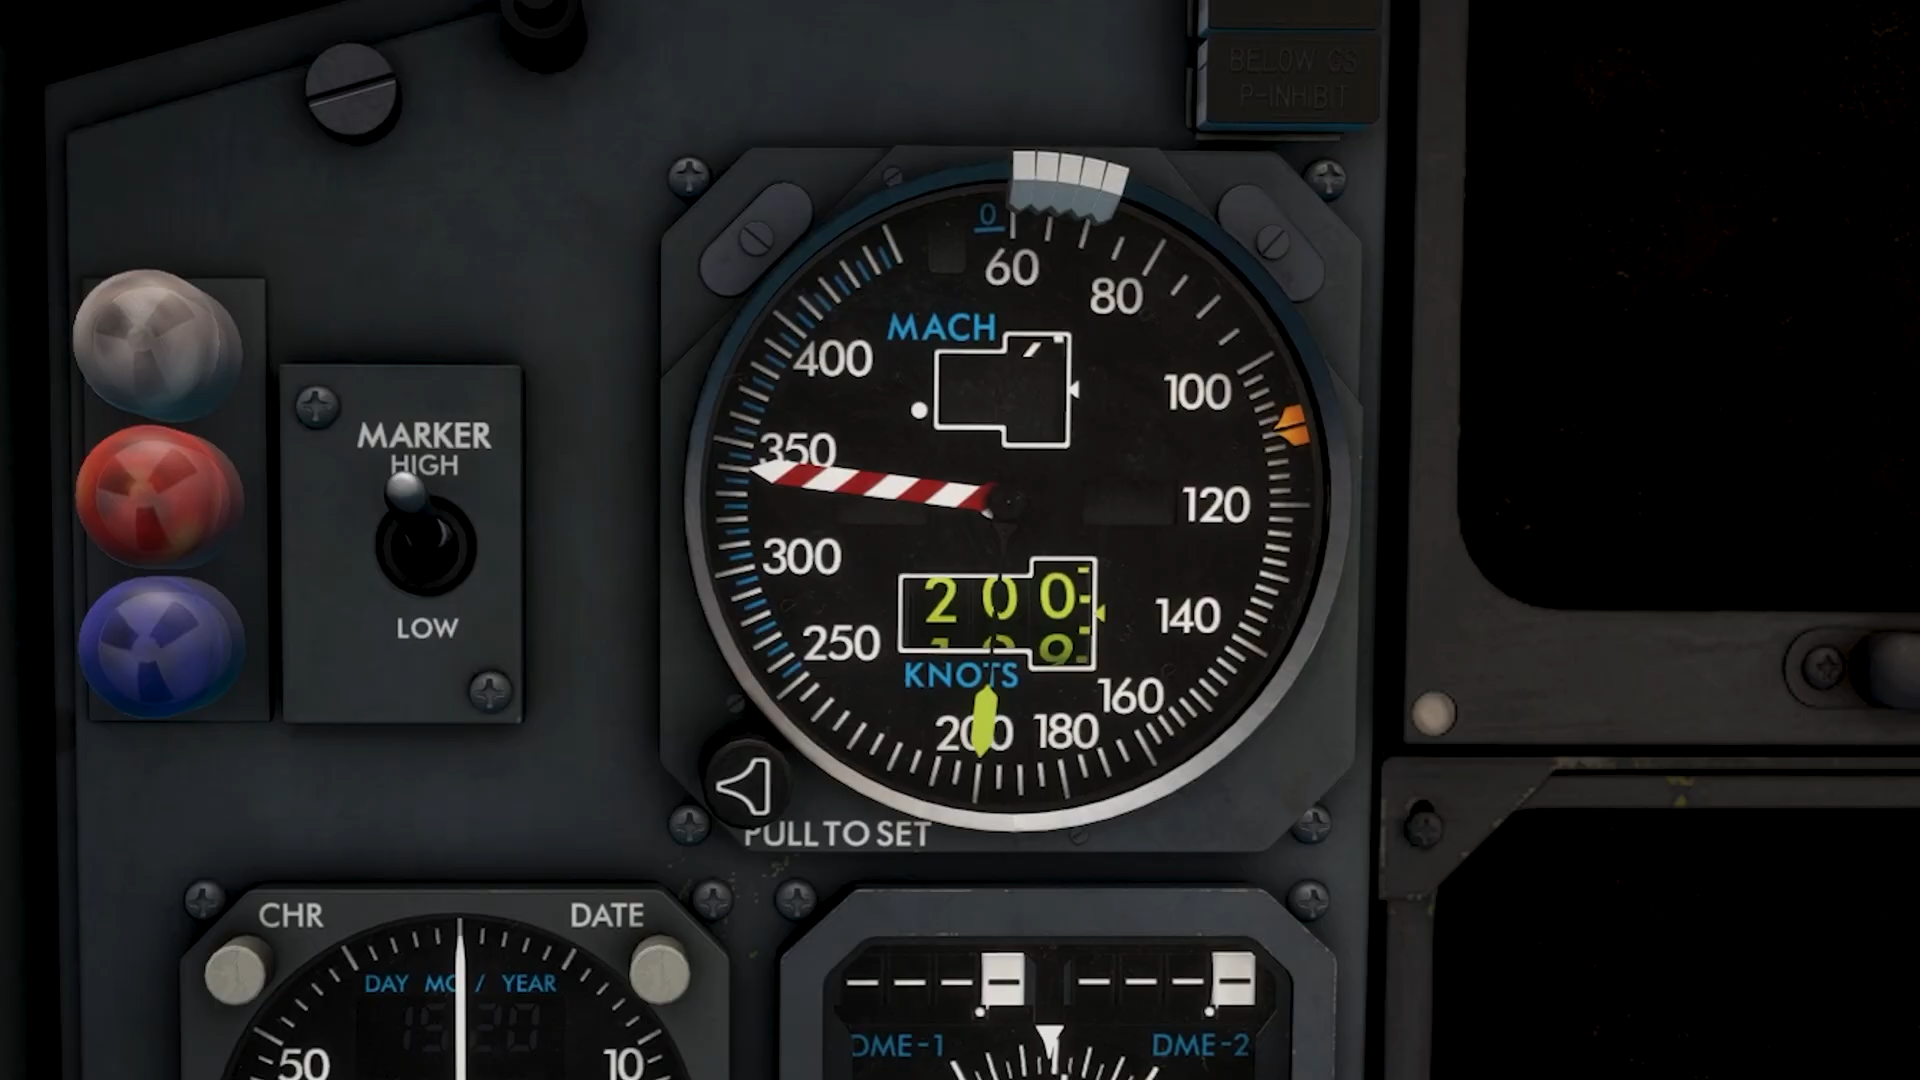 BELOW GS
P-INHIBIT
0
60
80
MACH
400
100
MARKER
HIGH
350
120
300
200
140
250
KNOTS
160
LOW
200
180
PULL TO SET
CHR
DATE
DAY MO / YEAR
DME-1
DME-2
50
10